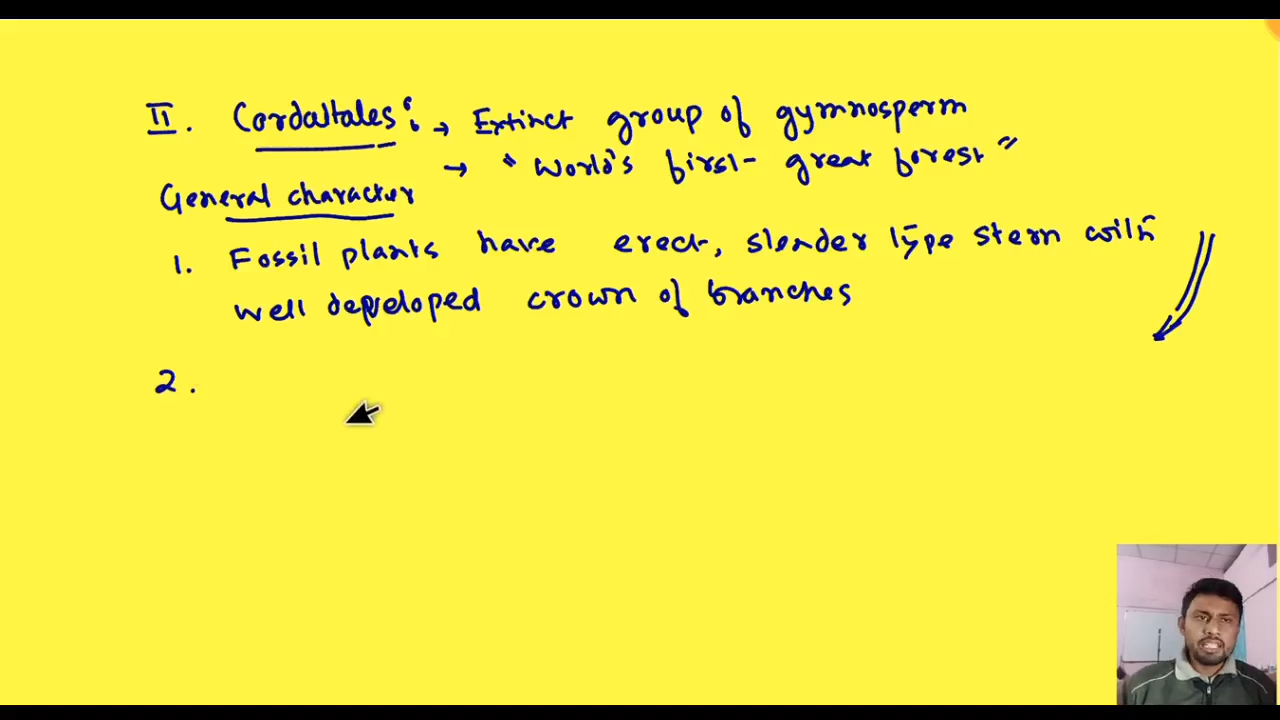 II. Cordaitales: → Extinct group of gymnosperm
→ "World's first great forest"
General character
1. Fossil plants have erect, slender type stem with
well developed crown of branches
2.